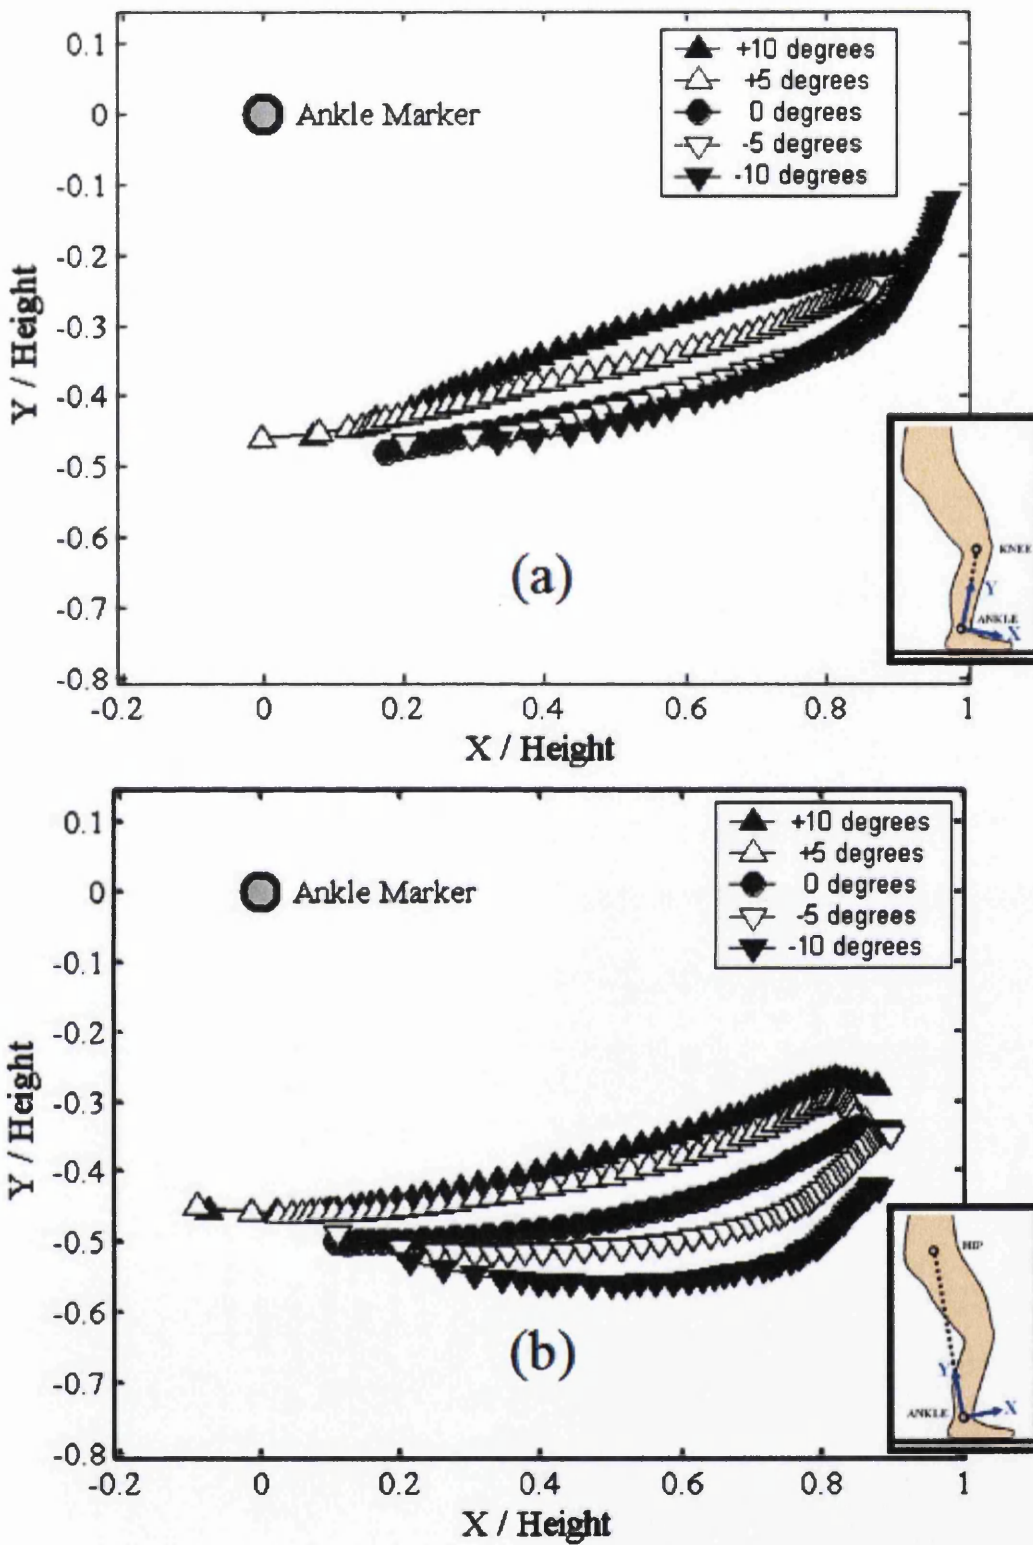 0.1
0
-0.1
-0.2
-0.3
-0.4
-0.5
-0.6
-0.7
-0.8
Y / Height
Ankle Marker
+10 degrees
+5 degrees
0 degrees
-5 degrees
-10 degrees
(a)
KNEE
Y
ANKLE
X
-0.2 0 0.2 0.4 0.6 0.8 1
X / Height
0.1
0
-0.1
-0.2
-0.3
-0.4
-0.5
-0.6
-0.7
-0.8
Y / Height
Ankle Marker
+10 degrees
+5 degrees
0 degrees
-5 degrees
-10 degrees
(b)
HIP
Y
ANKLE
X
-0.2 0 0.2 0.4 0.6 0.8 1
X / Height